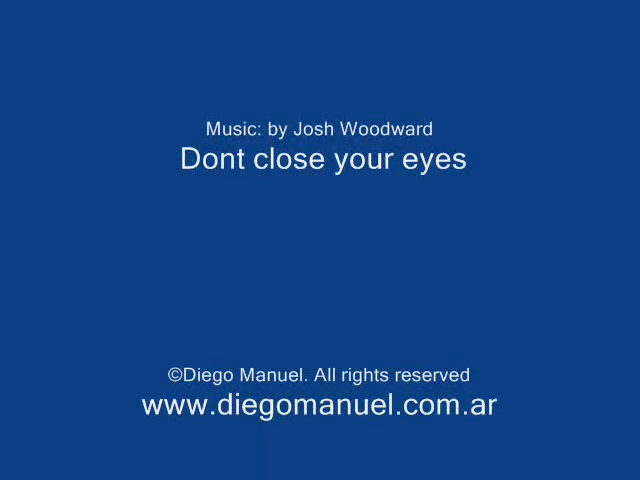 Music: by Josh Woodward
Dont close your eyes
©Diego Manuel. All rights reserved
www.diegomanuel.com.ar